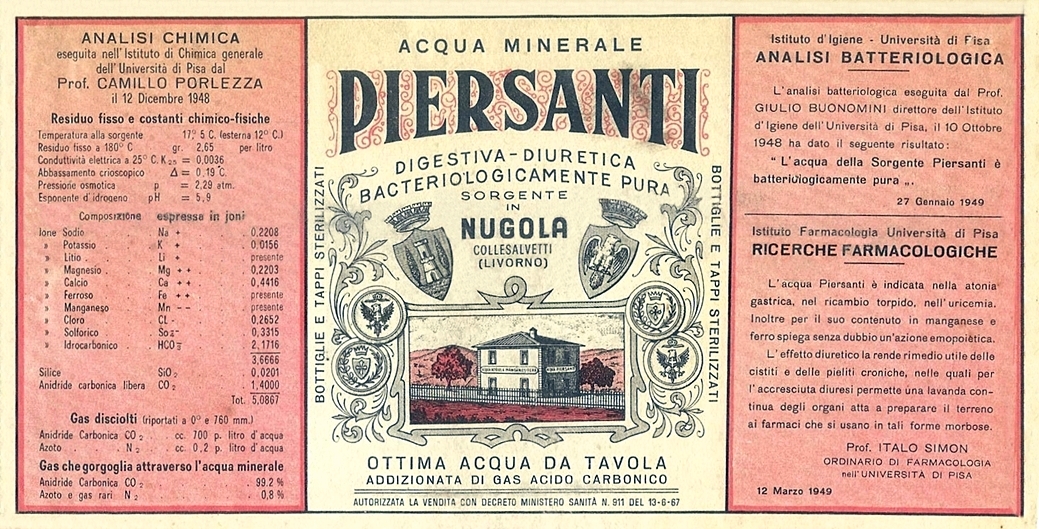 ANALISI CHIMICA
eseguita nell'Istituto di Chimica generale
dell'Università di Pisa dal
Prof. CAMILLO PORLEZZA
il 12 Dicembre 1948
Residuo fisso e costanti chimico-fisiche
Temperatura alla sorgente 17,° 5 C. (esterna 12° C.)
Residuo fisso a 180° C gr. 2,65 per litro
Conduttività elettrica a 25° C. K 25 = 0,0036
Abbassamento crioscopico Δ = 0,19°C.
Pressione osmotica p = 2,29 atm.
Esponente d'idrogeno pH = 5,9
Composizione espressa in joni
Ione Sodio Na + 0,2208
» Potassio K + 0,0156
» Litio Li + presente
» Magnesio Mg + + 0,2203
» Calcio Ca + + 0,4416
» Ferroso Fe + + presente
» Manganeso Mn – – presente
» Cloro CL - 0,2652
» Solforico So₄²⁻ 0,3315
» Idrocarbonico HCO₃⁻ 2,1716
3,6666
Silice SiO₂ 0,0201
Anidride carbonica libera CO₂ 1,4000
Tot. 5,0867
Gas disciolti (riportati a 0° e 760 mm.)
Anidride Carbonica CO₂ cc. 700 p. litro d'acqua
Azoto N₂ cc. 0,2 p. litro d'acqua
Gas che gorgoglia attraverso l'acqua minerale
Anidride Carbonica CO₂ 99.2 %
Azoto e gas rari N₂ 0,8 %
BOTTIGLIE E TAPPI STERILIZZATI
ACQUA MINERALE
PIERSANTI
DIGESTIVA-DIURETICA
BACTERIOLOGICAMENTE PURA
SORGENTE
IN
NUGOLA
COLLESALVETTI
(LIVORNO)
OTTIMA ACQUA DA TAVOLA
ADDIZIONATA DI GAS ACIDO CARBONICO
AUTORIZZATA LA VENDITA CON DECRETO MINISTERO SANITÀ N. 911 DEL 13-6-67
BOTTIGLIE E TAPPI STERILIZZATI
Istituto d'Igiene - Università di Pisa
ANALISI BATTERIOLOGICA
L'analisi batteriologica eseguita dal Prof.
GIULIO BUONOMINI direttore dell'Istituto
d'Igiene dell'Università di Pisa, il 10 Ottobre
1948 ha dato il seguente risultato:
" L'acqua della Sorgente Piersanti è
batteriologicamente pura „.
27 Gennaio 1949
Istituto Farmacologia Università di Pisa
RICERCHE FARMACOLOGICHE
L'acqua Piersanti è indicata nella atonia
gastrica, nel ricambio torpido, nell'uricemia.
Inoltre per il suo contenuto in manganese e
ferro spiega senza dubbio un'azione emopoiètica.
L'effetto diuretico la rende rimedio utile delle
cistiti e delle pieliti croniche, nelle quali per
l'accresciuta diuresi permette una lavanda con-
tinua degli organi atta a preparare il terreno
ai farmaci che si usano in tali forme morbose.
Prof. ITALO SIMON
ORDINARIO DI FARMACOLOGIA
nell'UNIVERSITÀ DI PISA
12 Marzo 1949